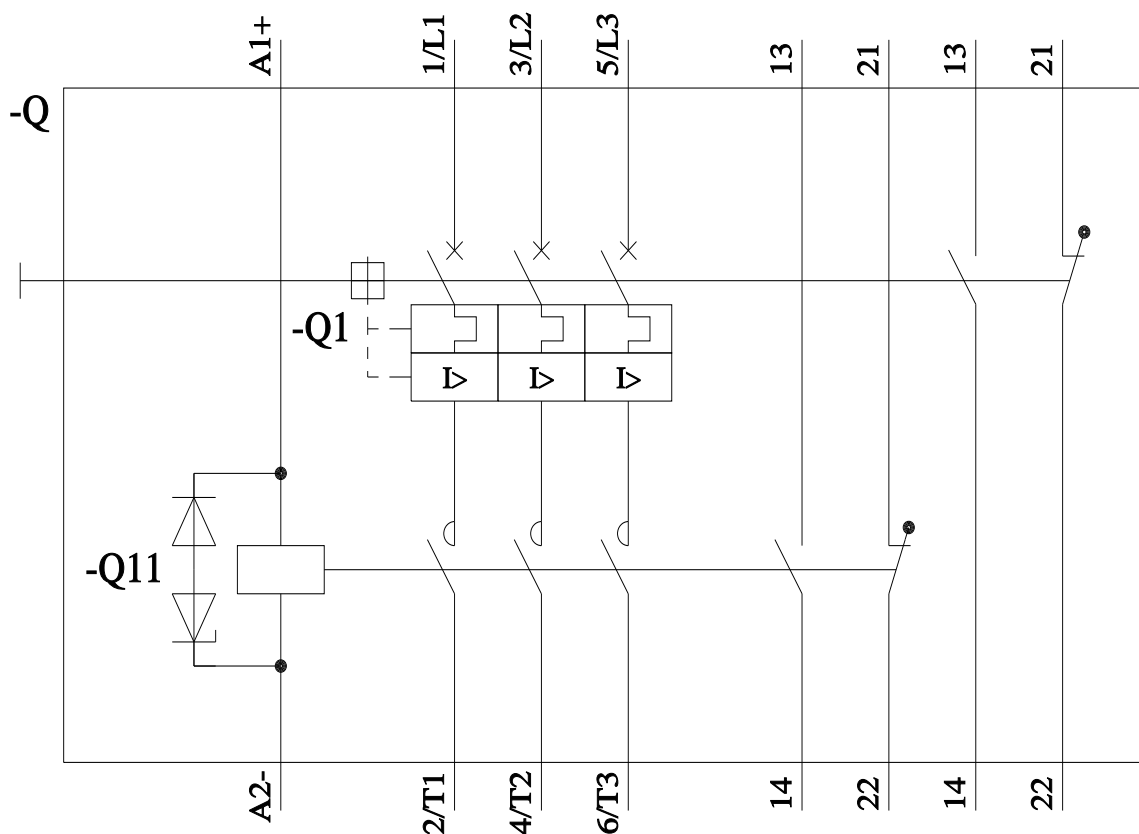 A1+
1/L1
3/L2
5/L3
13
21
13
21
-Q
-Q1
I>
I>
I>
-Q11
A2-
2/T1
4/T2
6/T3
14
22
14
22